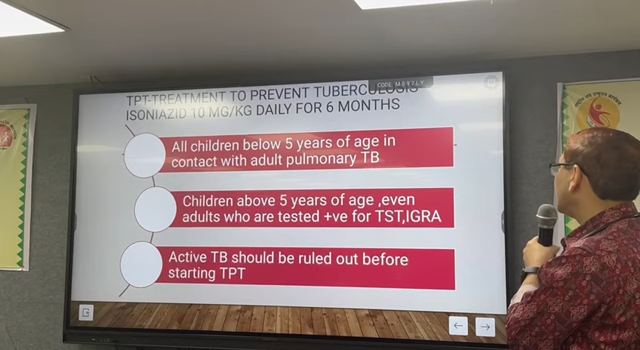 CODE M8976Y
TPT-TREATMENT TO PREVENT TUBERCULOSIS
ISONIAZID 10 MG/KG DAILY FOR 6 MONTHS
All children below 5 years of age in
contact with adult pulmonary TB
Children above 5 years of age ,even
adults who are tested +ve for TST,IGRA
Active TB should be ruled out before
starting TPT